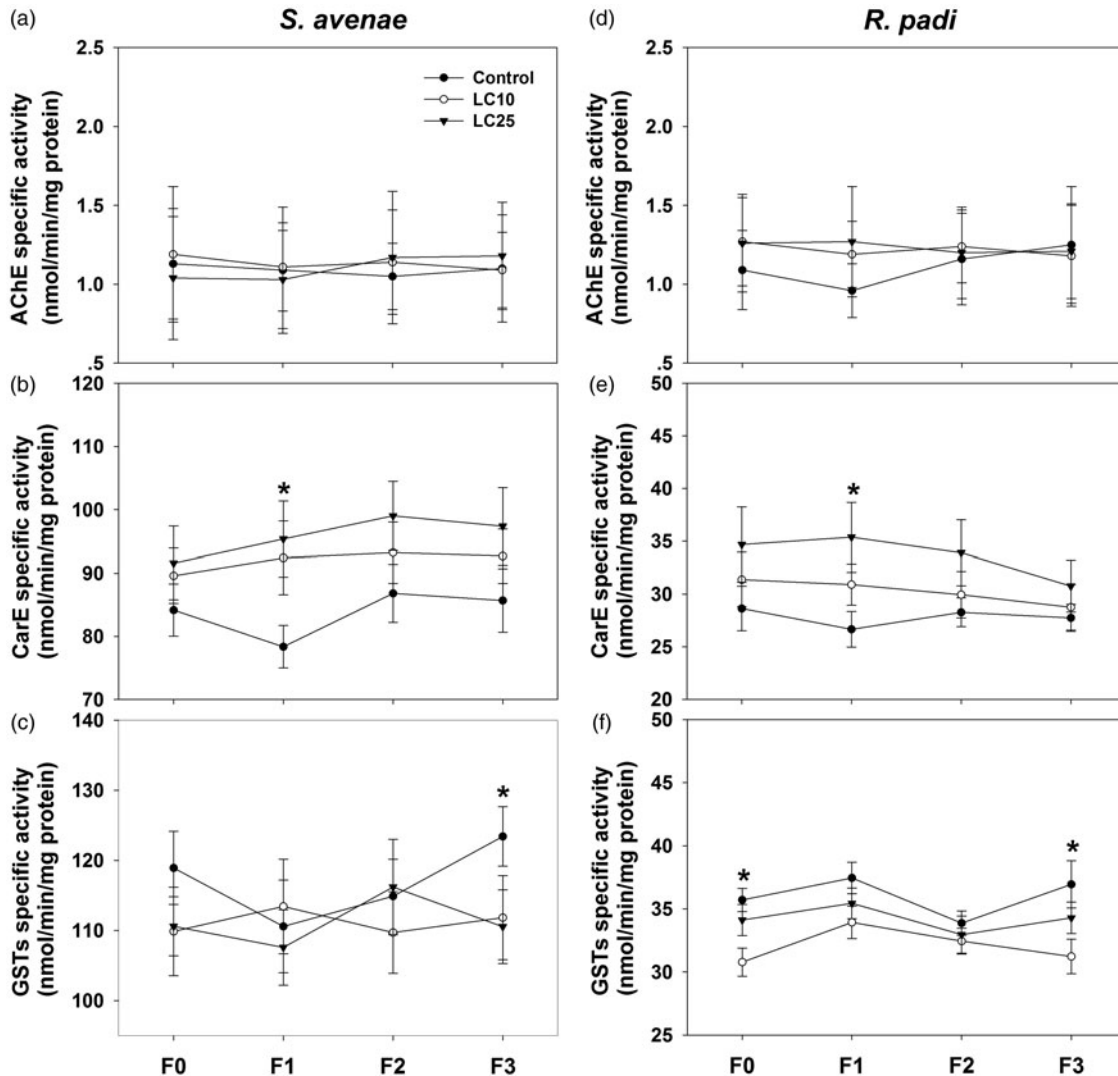 (a)
S. avenae
(d)
R. padi
AChE specific activity
(nmol/min/mg protein)
2.5
2.0
1.5
1.0
.5
Control
LC10
LC25
AChE specific activity
(nmol/min/mg protein)
2.5
2.0
1.5
1.0
.5
(b)
CarE specific activity
(nmol/min/mg protein)
120
110
100
90
80
70
*
(e)
CarE specific activity
(nmol/min/mg protein)
50
45
40
35
30
25
20
*
(c)
GSTs specific activity
(nmol/min/mg protein)
140
130
120
110
100
*
F0 F1 F2 F3
(f)
GSTs specific activity
(nmol/min/mg protein)
50
45
40
35
30
25
*
*
F0 F1 F2 F3